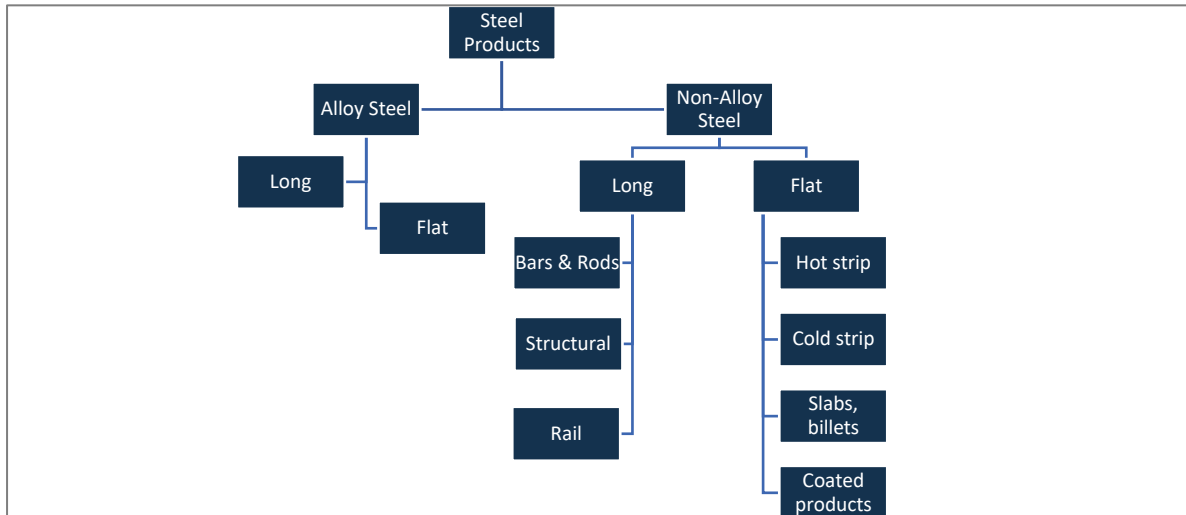 Steel
Products
Alloy Steel
Non-Alloy
Steel
Long
Flat
Long
Flat
Bars & Rods
Structural
Rail
Hot strip
Cold strip
Slabs,
billets
Coated
products